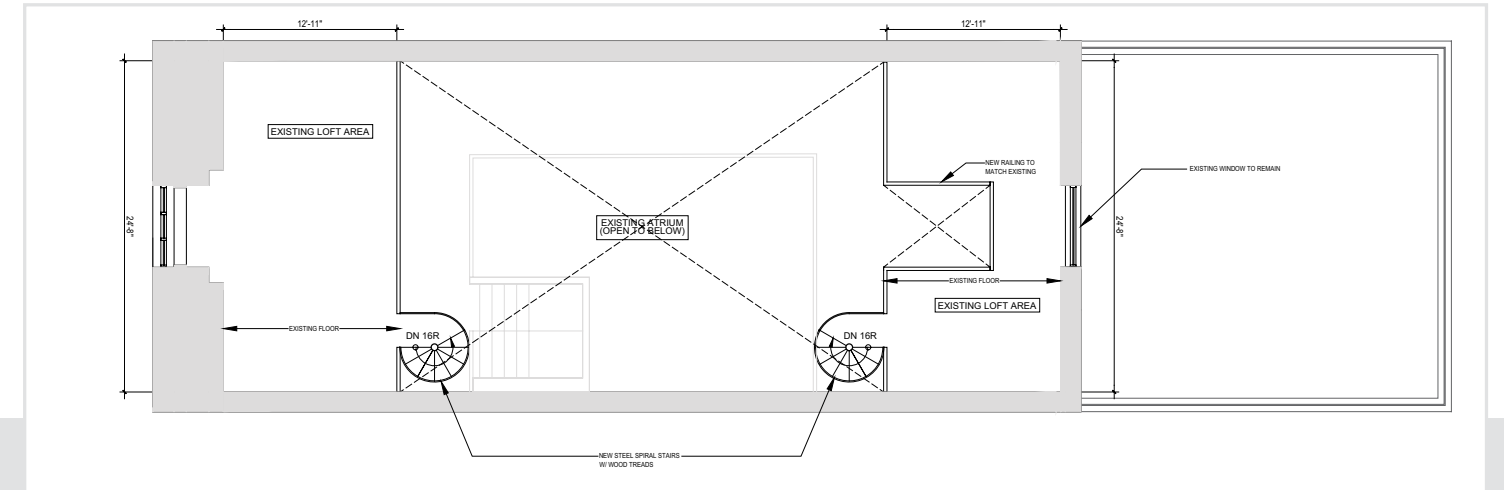 12'-11"
12'-11"
EXISTING LOFT AREA
NEW RAILING TO
MATCH EXISTING
EXISTING WINDOW TO REMAIN
24'-8"
EXISTING ATRIUM
(OPEN TO BELOW)
24'-8"
EXISTING FLOOR
EXISTING LOFT AREA
EXISTING FLOOR
DN 16R
DN 16R
NEW STEEL SPIRAL STAIRS
W/ WOOD TREADS